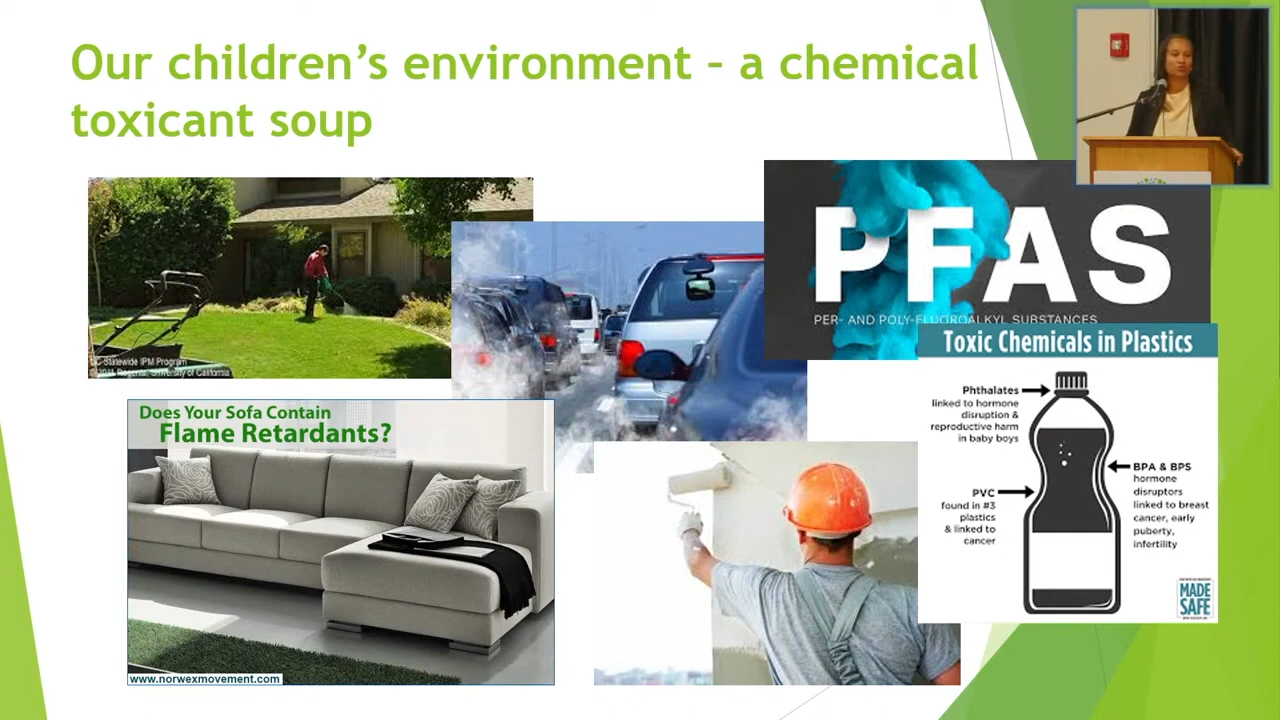 Our children's environment – a chemical
toxicant soup
UC Statewide IPM Program
University of California
PFAS
PER- AND POLY-FLUOROALKYL SUBSTANCES
Toxic Chemicals in Plastics
Phthalates
linked to hormone
disruption &
reproductive harm
in baby boys
BPA & BPS
hormone
disruptors
linked to breast
cancer, early
puberty,
infertility
PVC
found in #3
plastics
& linked to
cancer
MADE
SAFE
Does Your Sofa Contain
Flame Retardants?
www.norwexmovement.com